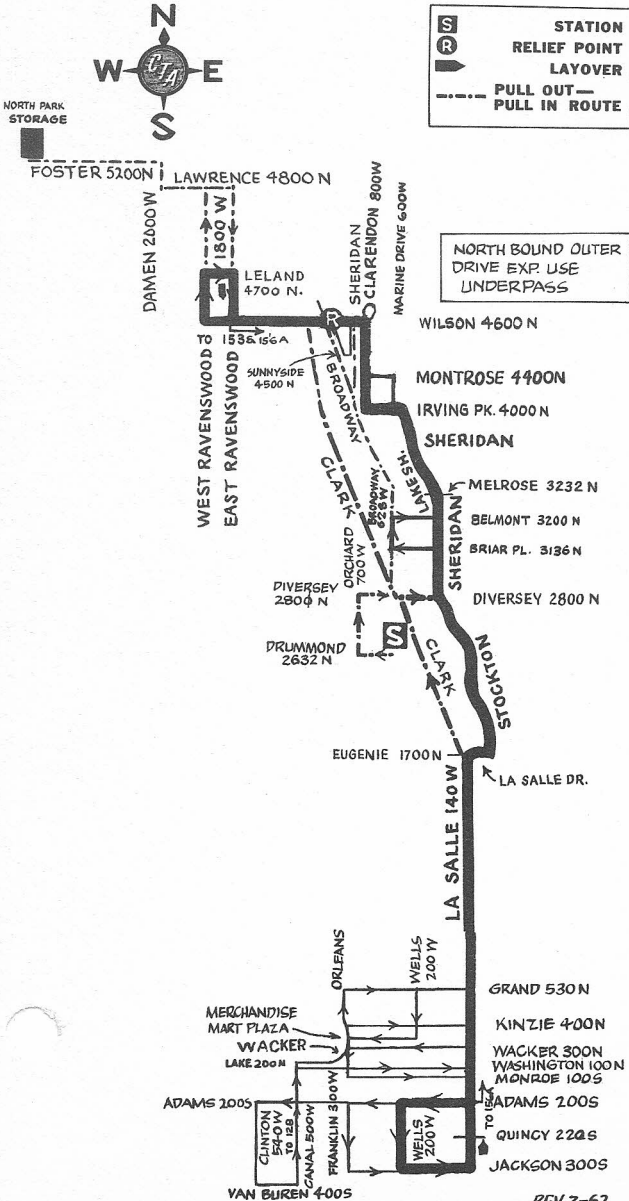 N
W CTA E
S
S STATION
R RELIEF POINT
LAYOVER
PULL OUT—
PULL IN ROUTE
NORTH PARK
STORAGE
FOSTER 5200N
LAWRENCE 4800 N
DAMEN 2000W
1800 W
SHERIDAN
CLARENDON 800W
MARINE DRIVE 600W
NORTH BOUND OUTER
DRIVE EXP. USE
UNDERPASS
LELAND
4700 N.
R
WILSON 4600 N
TO 153& 156A
SUNNYSIDE
4500 N
BROADWAY
MONTROSE 4400N
IRVING PK. 4000 N
SHERIDAN
WEST RAVENSWOOD
EAST RAVENSWOOD
CLARK
BROADWAY
628W
LAKE SH.
MELROSE 3232 N
SHERIDAN
BELMONT 3200 N
ORCHARD
700 W
BRIAR PL. 3136N
DIVERSEY
2800 N
DIVERSEY 2800 N
S
DRUMMOND
2632 N
CLARK
STOCKTON
EUGENIE 1700N
LA SALLE DR.
LA SALLE 140 W
ORLEANS
WELLS
200 W
GRAND 530N
MERCHANDISE
MART PLAZA
KINZIE 400N
WACKER
WACKER 300N
LAKE 200N
WASHINGTON 100N
MONROE 100S
FRANKLIN 300W
ADAMS 200S
ADAMS 200S
CLINTON
540W
TO 128
CANAL 500W
WELLS
200W
QUINCY 220S
JACKSON 300S
VAN BUREN 400S